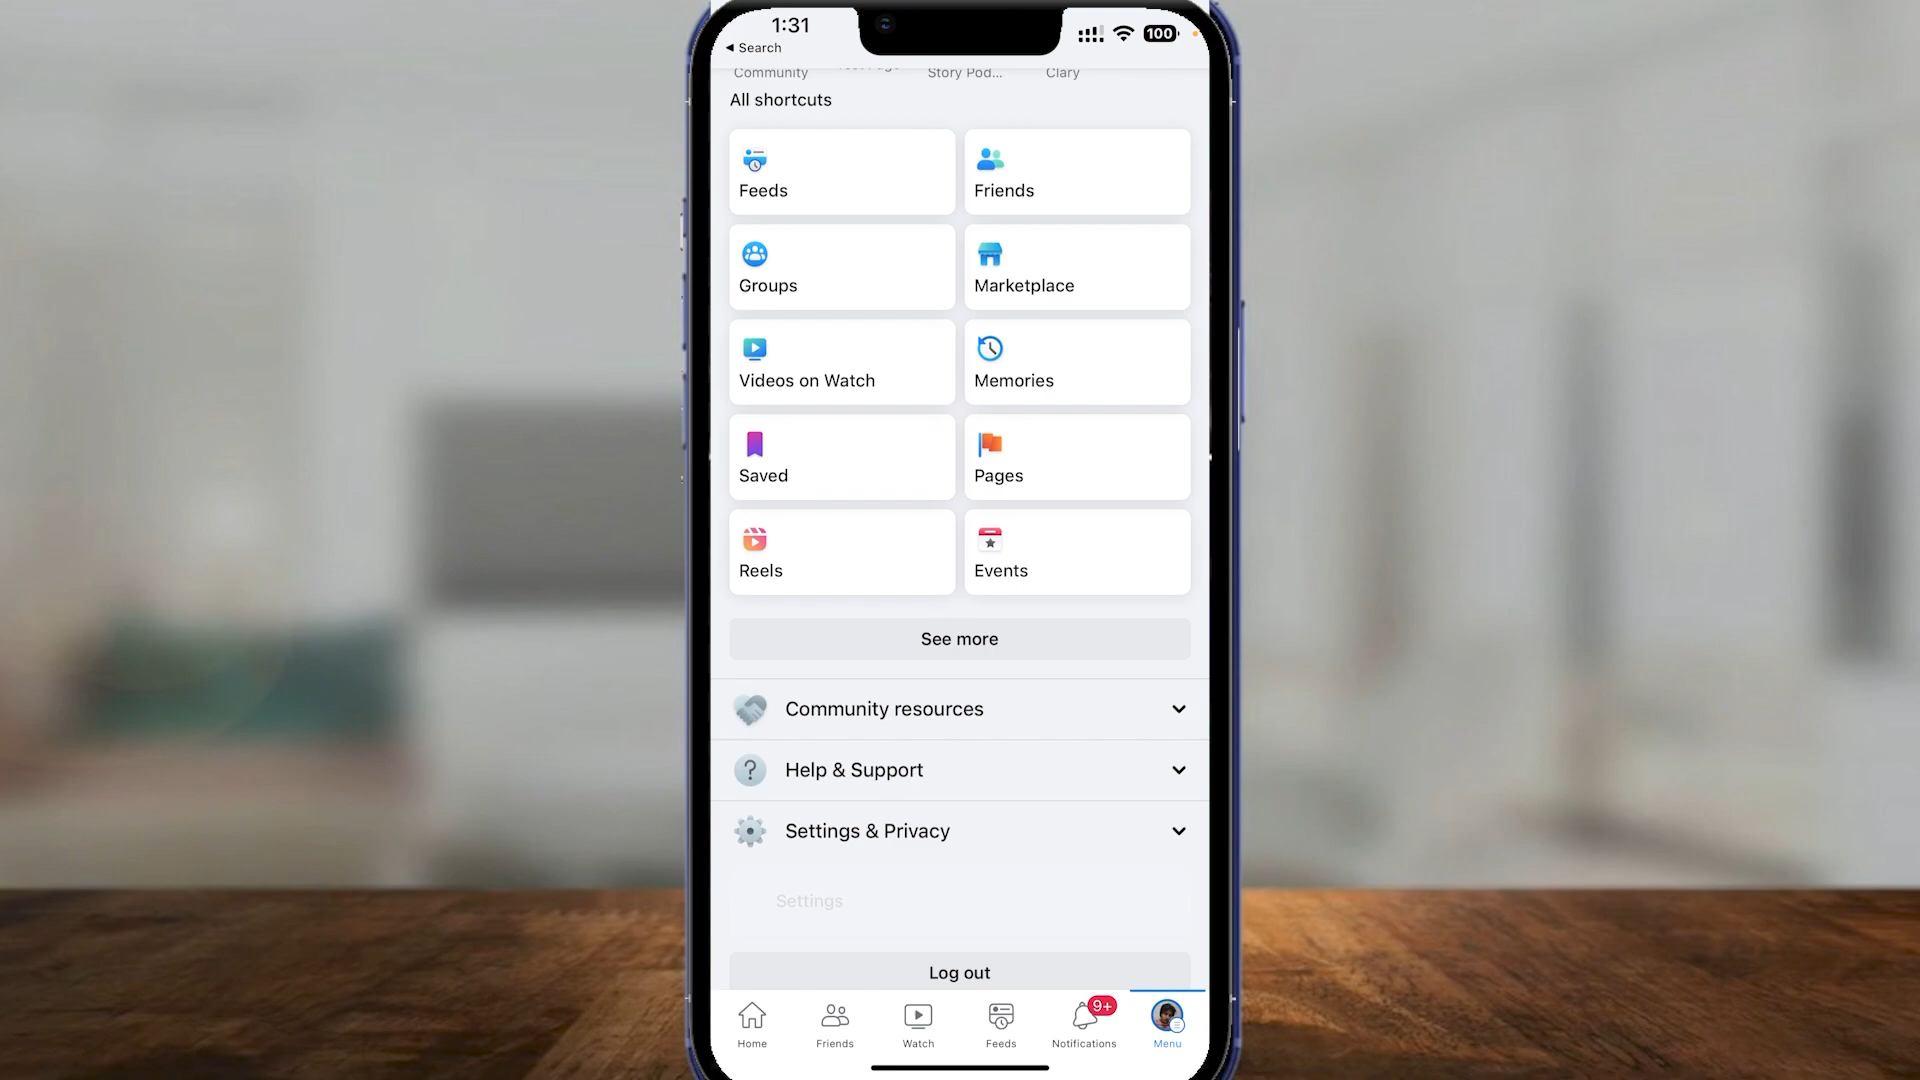 1:31
100
◀ Search
Community
Story Pod...
Clary
All shortcuts
Feeds
Friends
Groups
Marketplace
Videos on Watch
Memories
Saved
Pages
Reels
Events
See more
Community resources
Help & Support
Settings & Privacy
Settings
Log out
9+
Home
Friends
Watch
Feeds
Notifications
Menu